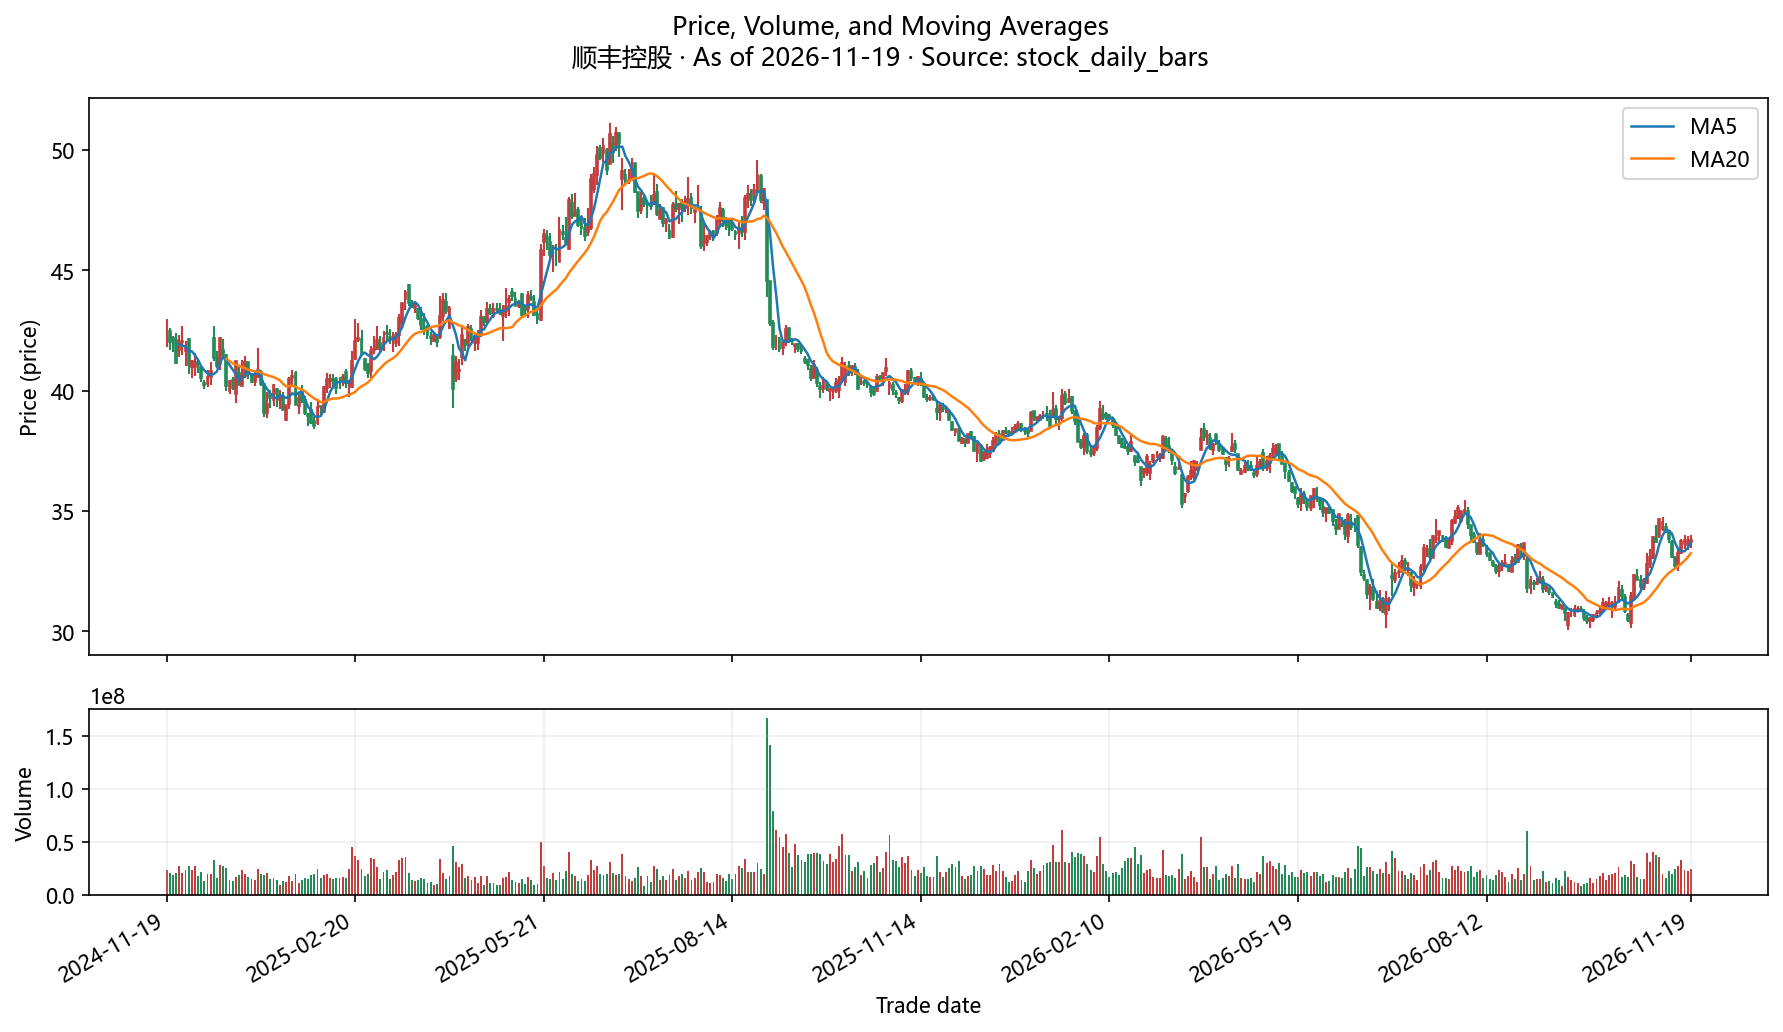 Price, Volume, and Moving Averages
顺丰控股 · As of 2026-11-19 · Source: stock_daily_bars
MA5
MA20
Price (price)
50
45
40
35
30
1e8
Volume
1.5
1.0
0.5
0.0
2024-11-19
2025-02-20
2025-05-21
2025-08-14
2025-11-14
2026-02-10
2026-05-19
2026-08-12
2026-11-19
Trade date